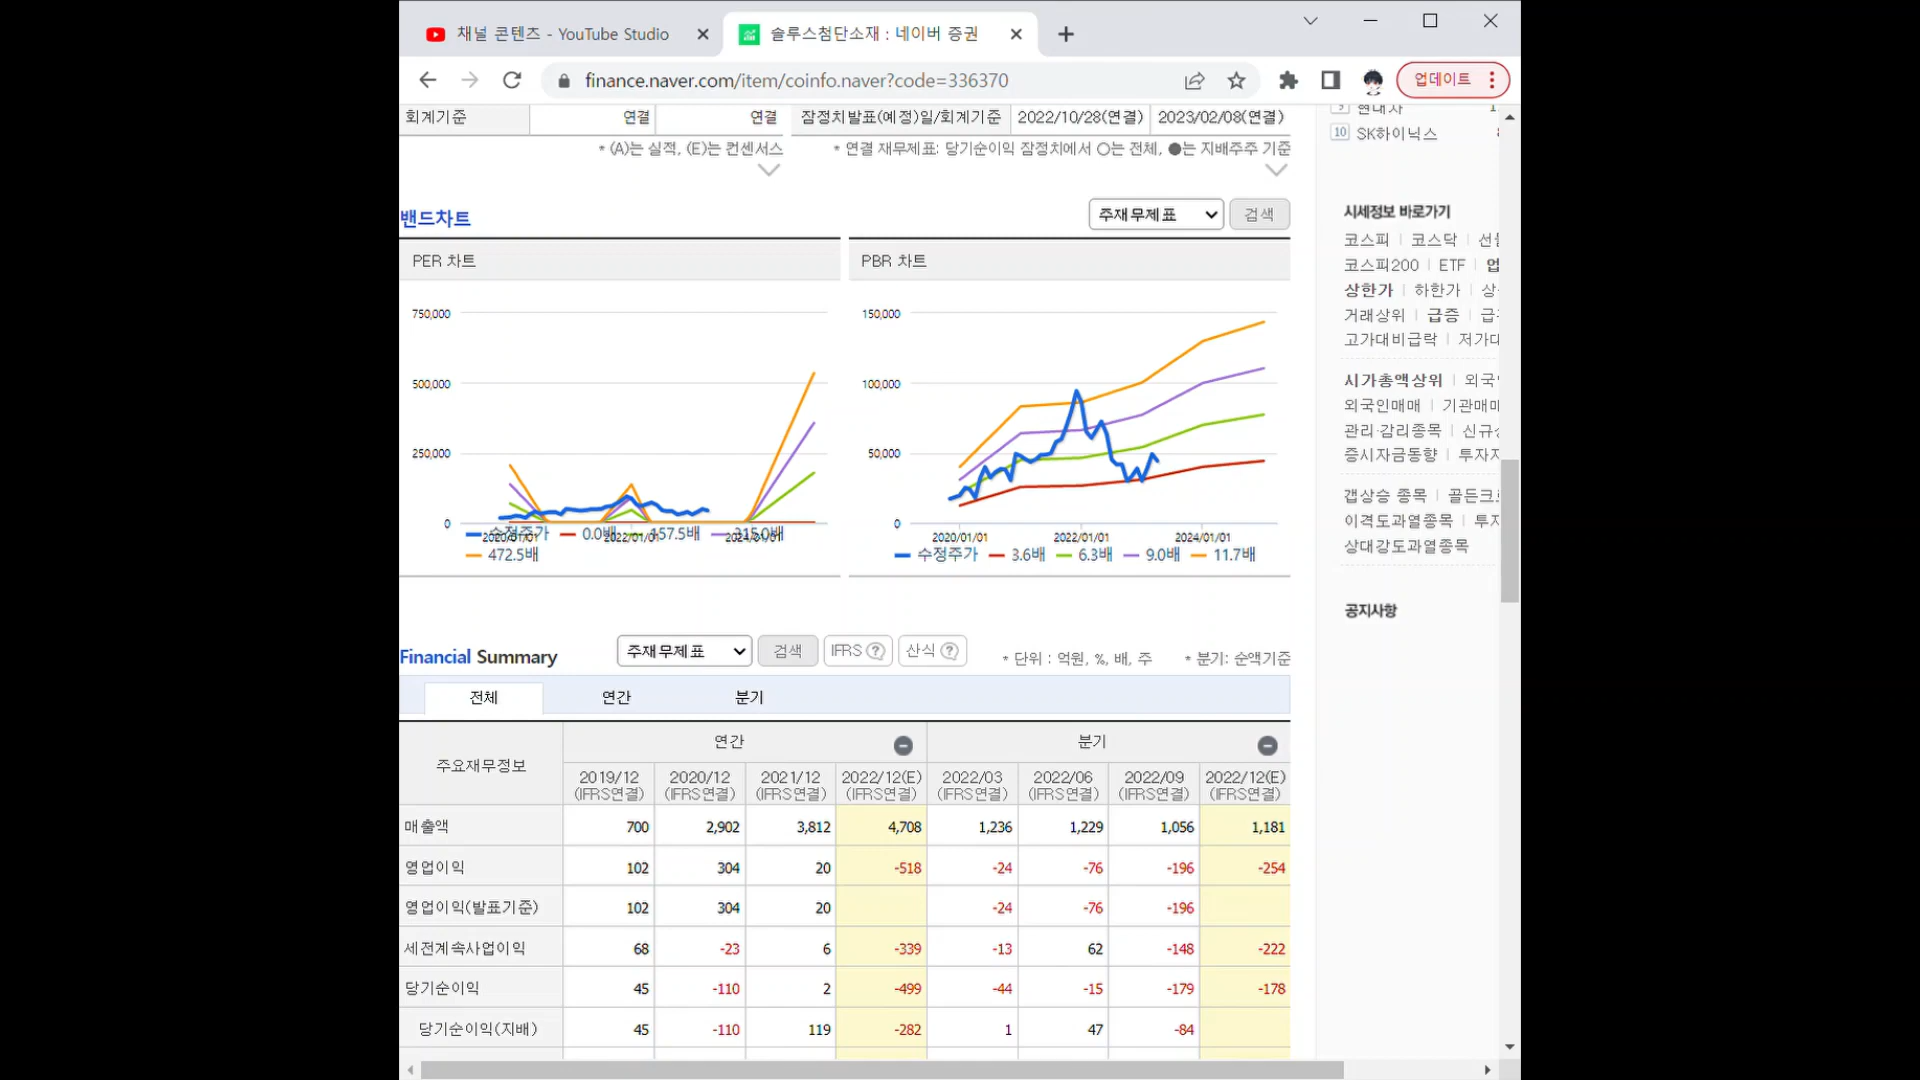 채널 콘텐츠 - YouTube Studio
솔루스첨단소재 : 네이버 증권
finance.naver.com/item/coinfo.naver?code=336370
업데이트
회계기준 연결 연결 잠정치발표(예정)일/회계기준 2022/10/28(연결) 2023/02/08(연결)
* (A)는 실적, (E)는 컨센서스
* 연결 재무제표: 당기순이익 잠정치에서 ○는 전체, ●는 지배주주 기준
밴드차트
주재무제표 검색
PER 차트
750,000
500,000
250,000
0
2020/01/01 2022/01/01 2024/01/01
수정주가 0.0배 157.5배 315.0배
472.5배
PBR 차트
150,000
100,000
50,000
0
2020/01/01 2022/01/01 2024/01/01
수정주가 3.6배 6.3배 9.0배 11.7배
Financial Summary
주재무제표 검색 IFRS ? 산식 ?
* 단위 : 억원, %, 배, 주 * 분기: 순액기준
전체 연간 분기
주요재무정보 연간 분기
2019/12 2020/12 2021/12 2022/12(E) 2022/03 2022/06 2022/09 2022/12(E)
(IFRS연결) (IFRS연결) (IFRS연결) (IFRS연결) (IFRS연결) (IFRS연결) (IFRS연결) (IFRS연결)
매출액 700 2,902 3,812 4,708 1,236 1,229 1,056 1,181
영업이익 102 304 20 -518 -24 -76 -196 -254
영업이익(발표기준) 102 304 20 -24 -76 -196
세전계속사업이익 68 -23 6 -339 -13 62 -148 -222
당기순이익 45 -110 2 -499 -44 -15 -179 -178
당기순이익(지배) 45 -110 119 -282 1 47 -84
9 현대차
10 SK하이닉스
시세정보 바로가기
코스피 코스닥
코스피200 ETF 업
상한가 하한가
거래상위 급증
고가대비급락
시가총액상위
외국인매매
관리·감리종목
증시자금동향
갭상승 종목
이격도과열종목
상대강도과열종목
공지사항